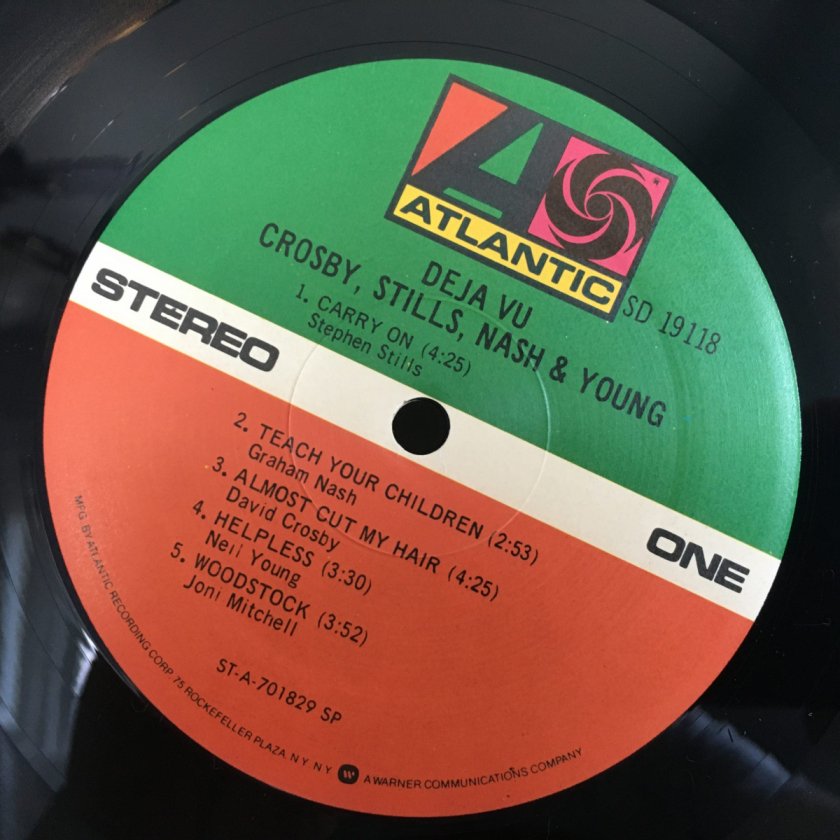 ATLANTIC
SD 19118
DEJA VU
CROSBY, STILLS, NASH & YOUNG
1. CARRY ON (4:25)
Stephen Stills
STEREO
ONE
2. TEACH YOUR CHILDREN (2:53)
Graham Nash
3. ALMOST CUT MY HAIR (4:25)
David Crosby
4. HELPLESS (3:30)
Neil Young
5. WOODSTOCK (3:52)
Joni Mitchell
ST-A-701829 SP
MFG. BY ATLANTIC RECORDING CORP. 75 ROCKEFELLER PLAZA, N Y N Y A WARNER COMMUNICATIONS COMPANY